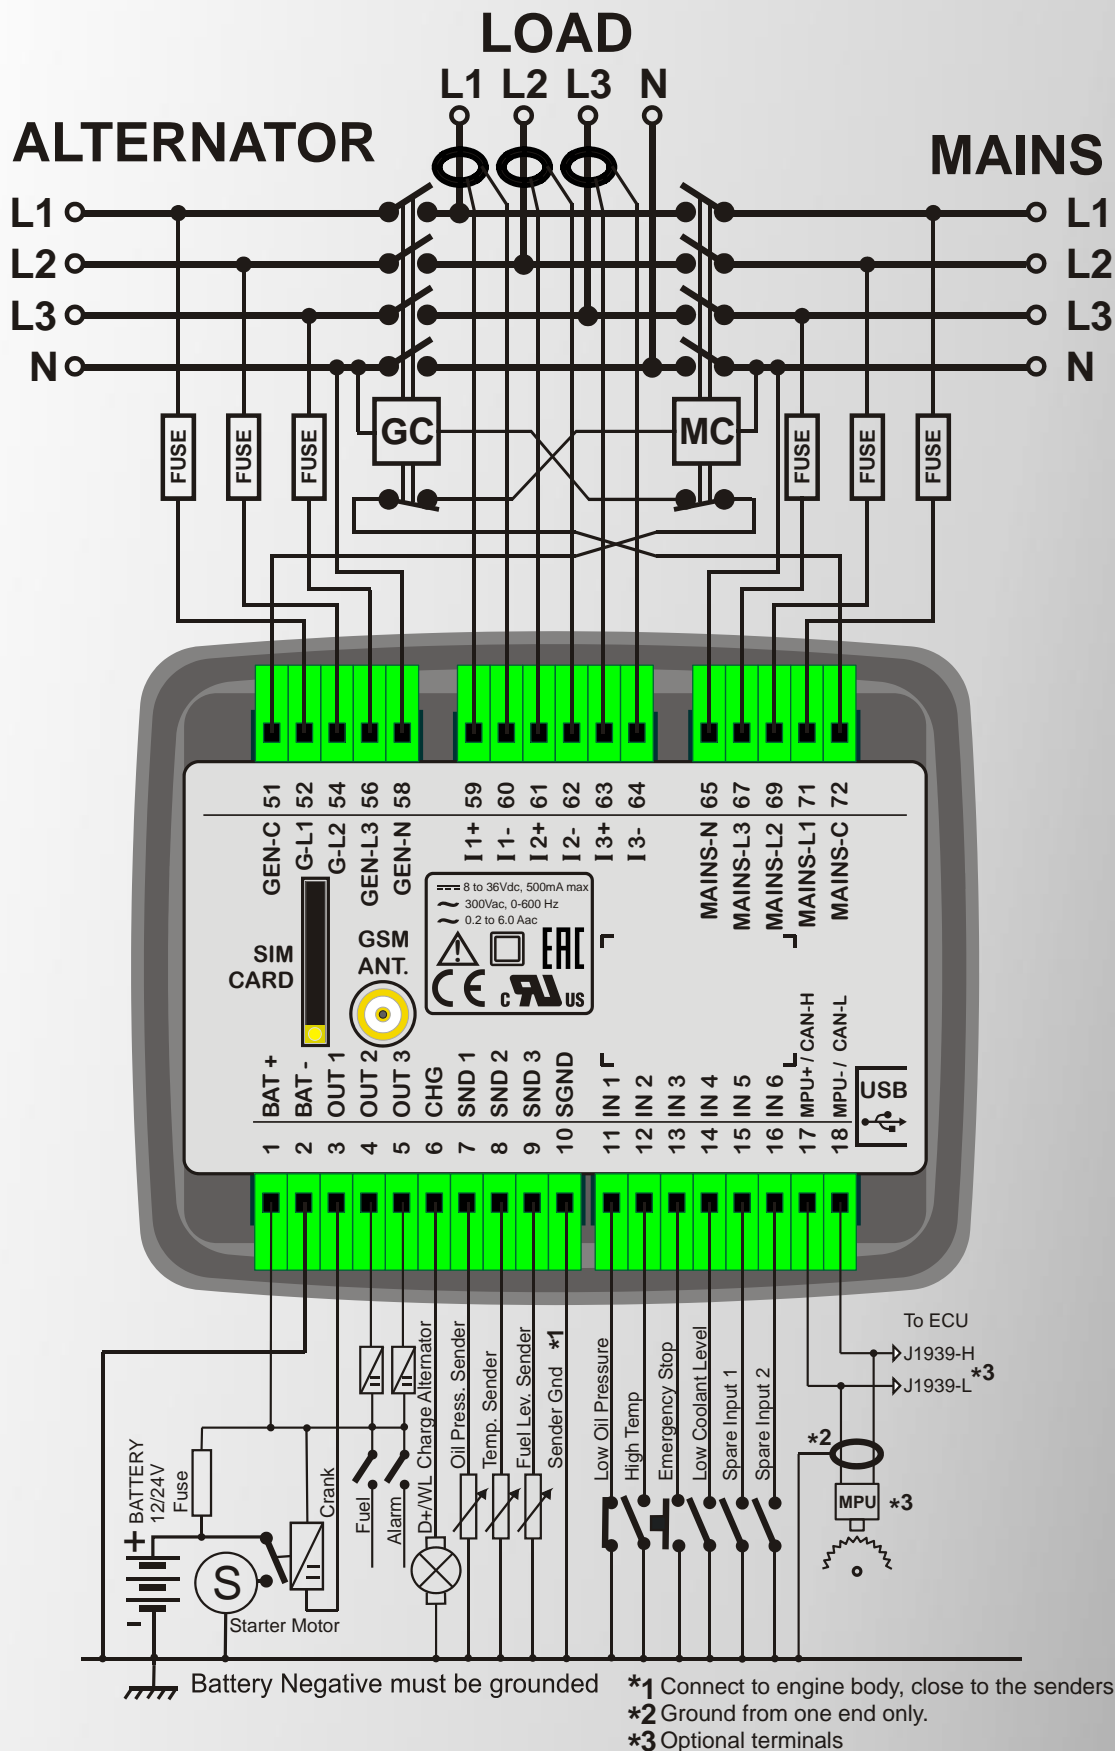 LOAD
L1 L2 L3 N
ALTERNATOR
MAINS
L1
L2
L3
N
L1
L2
L3
N
GC
MC
FUSE
FUSE
FUSE
FUSE
FUSE
FUSE
GEN-C 51
G-L1 52
G-L2 54
GEN-L3 56
GEN-N 58
I1+ 59
I1- 60
I2+ 61
I2- 62
I3+ 63
I3- 64
MAINS-N 65
MAINS-L3 67
MAINS-L2 69
MAINS-L1 71
MAINS-C 72
8 to 36Vdc, 500mA max
300Vac, 0-600 Hz
0.2 to 6.0 Aac
EAC
CE
C RU US
SIM
CARD
GSM
ANT.
1 BAT +
2 BAT -
3 OUT 1
4 OUT 2
5 OUT 3
6 CHG
7 SND 1
8 SND 2
9 SND 3
10 SGND
11 IN 1
12 IN 2
13 IN 3
14 IN 4
15 IN 5
16 IN 6
17 MPU+ / CAN-H
18 MPU- / CAN-L
USB
To ECU
J1939-H
J1939-L *3
BATTERY
12/24V
Fuse
+
-
S
Starter Motor
Crank
Fuel
Alarm
D+/WL Charge Alternator
Oil Press. Sender
Temp. Sender
Fuel Lev. Sender
Sender Gnd *1
Low Oil Pressure
High Temp
Emergency Stop
Low Coolant Level
Spare Input 1
Spare Input 2
*2
MPU *3
Battery Negative must be grounded
*1 Connect to engine body, close to the senders
*2 Ground from one end only.
*3 Optional terminals